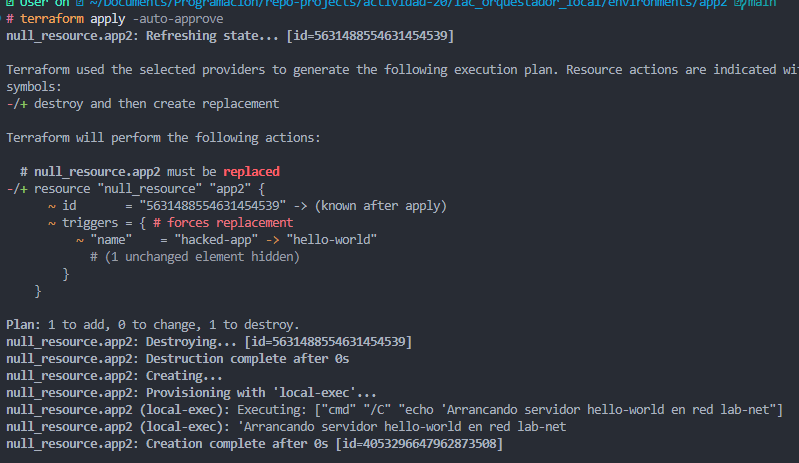 User on ~/Documents/Programacion/repo-projects/actividad-20/iac_orquestador_local/environments/app2 main
# terraform apply -auto-approve
null_resource.app2: Refreshing state... [id=5631488554631454539]
Terraform used the selected providers to generate the following execution plan. Resource actions are indicated wi
symbols:
-/+ destroy and then create replacement
Terraform will perform the following actions:
# null_resource.app2 must be replaced
-/+ resource "null_resource" "app2" {
~ id = "5631488554631454539" -> (known after apply)
~ triggers = { # forces replacement
~ "name" = "hacked-app" -> "hello-world"
# (1 unchanged element hidden)
}
}
Plan: 1 to add, 0 to change, 1 to destroy.
null_resource.app2: Destroying... [id=5631488554631454539]
null_resource.app2: Destruction complete after 0s
null_resource.app2: Creating...
null_resource.app2: Provisioning with 'local-exec'...
null_resource.app2 (local-exec): Executing: ["cmd" "/C" "echo 'Arrancando servidor hello-world en red lab-net"]
null_resource.app2 (local-exec): 'Arrancando servidor hello-world en red lab-net
null_resource.app2: Creation complete after 0s [id=4053296647962873508]